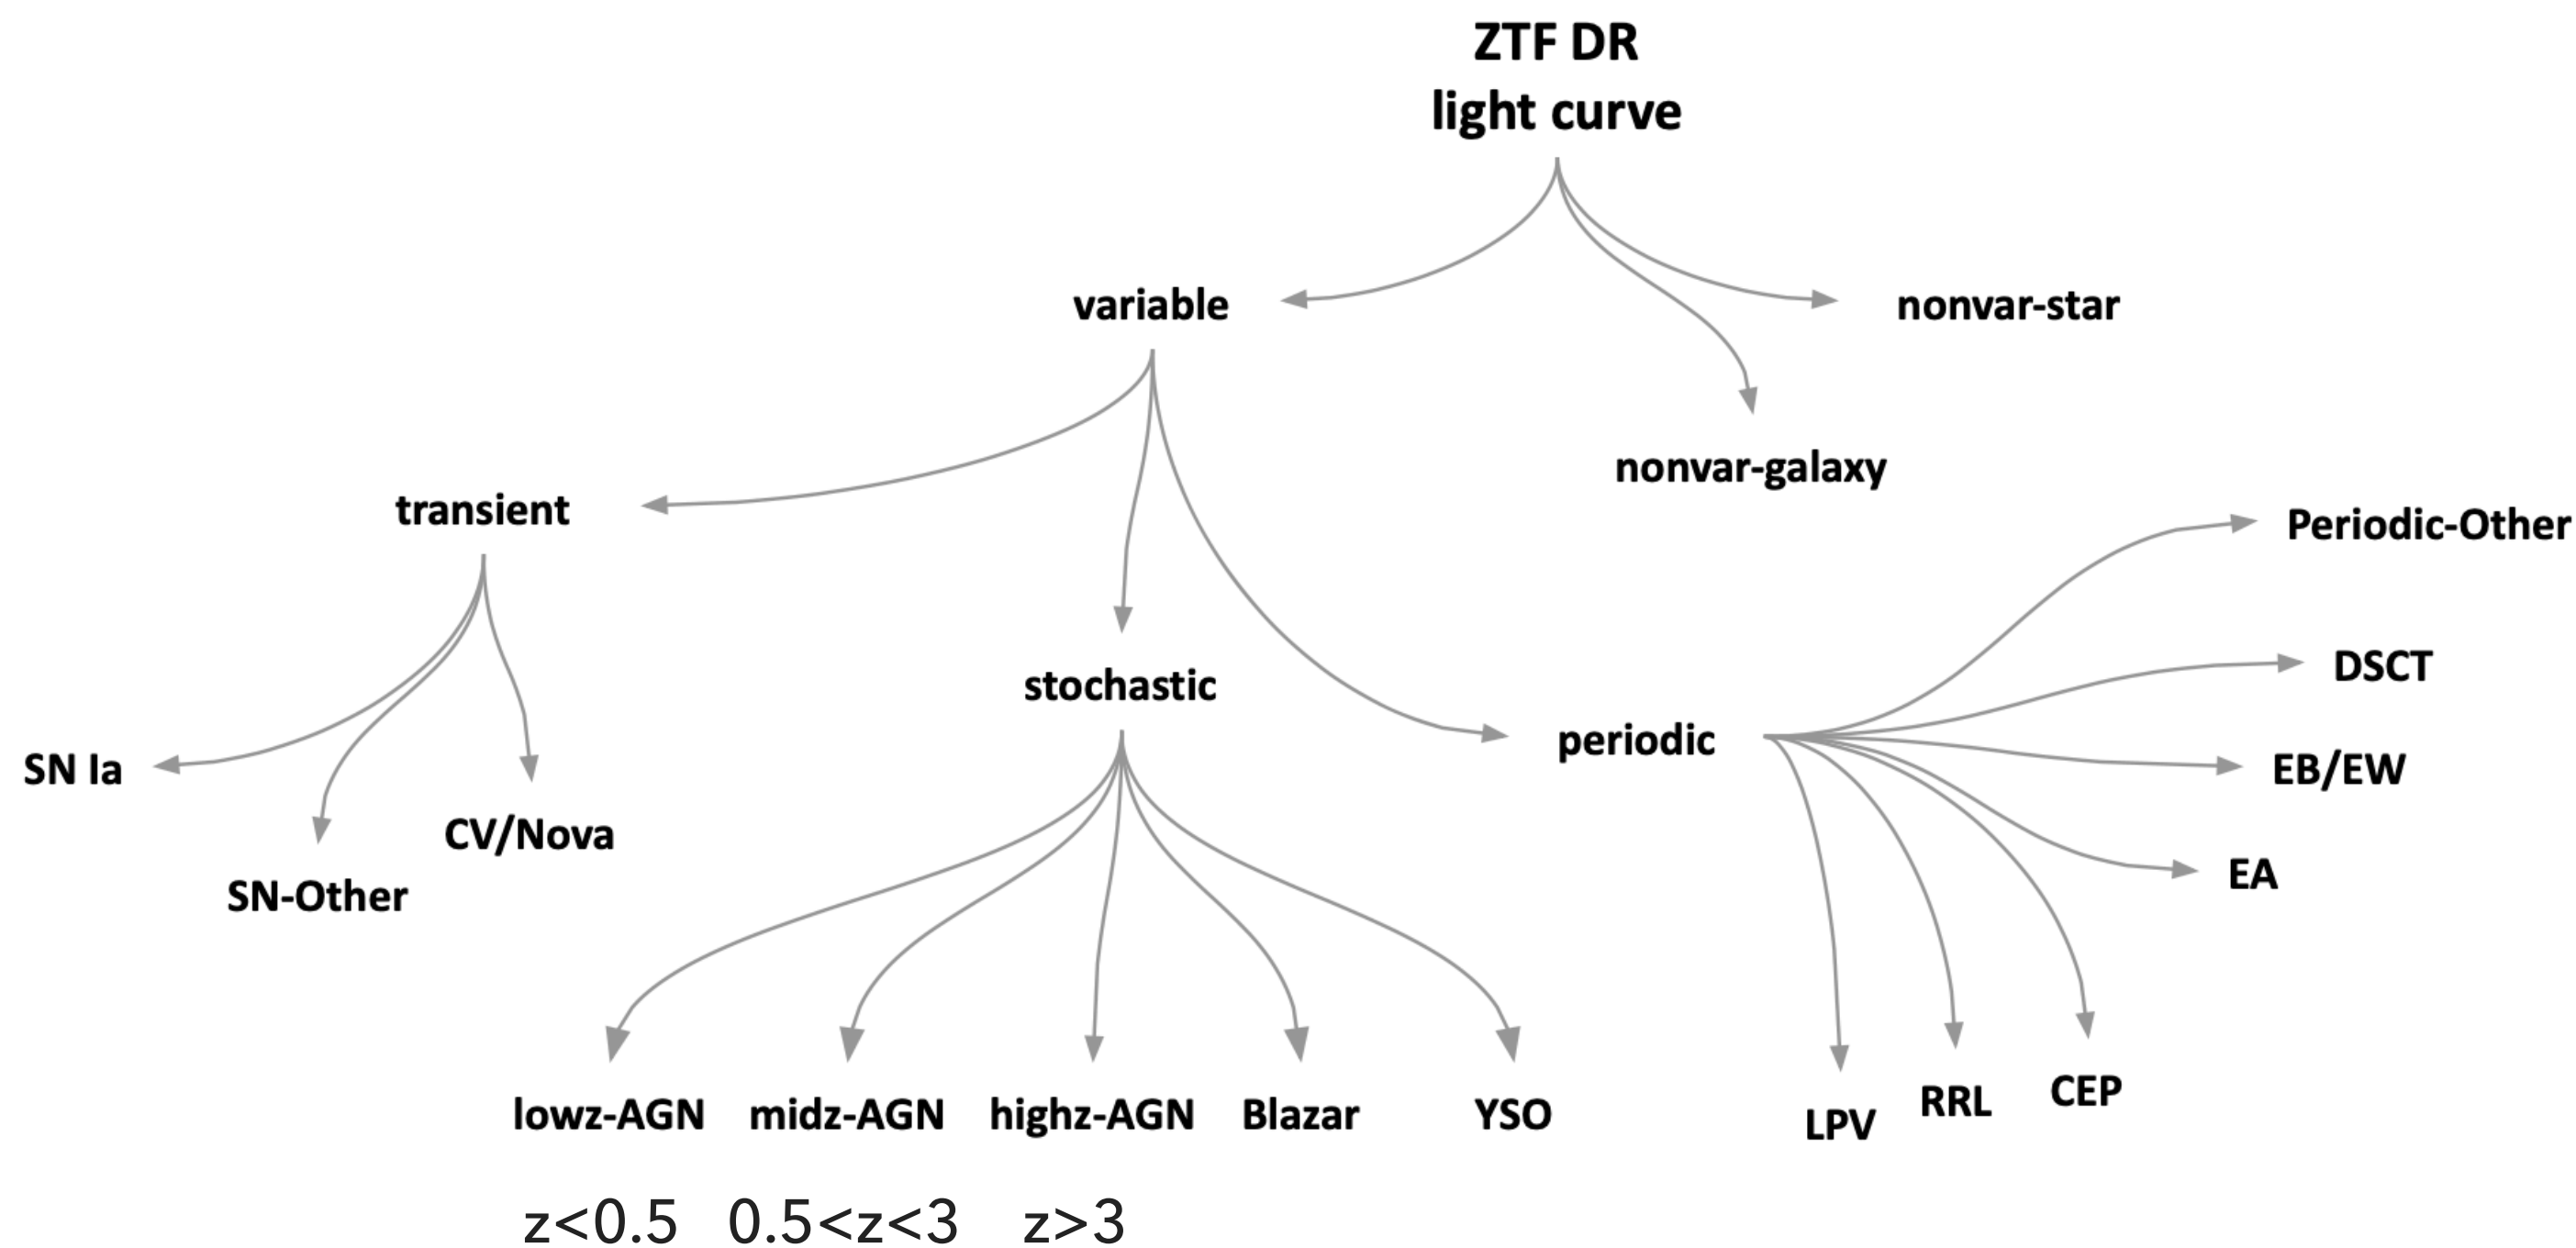 ZTF DR
light curve
variable
nonvar-star
nonvar-galaxy
transient
Periodic-Other
DSCT
stochastic
periodic
SN Ia
EB/EW
CV/Nova
EA
SN-Other
lowz-AGN
midz-AGN
highz-AGN
Blazar
YSO
LPV
RRL
CEP
z<0.5
0.5<z<3
z>3